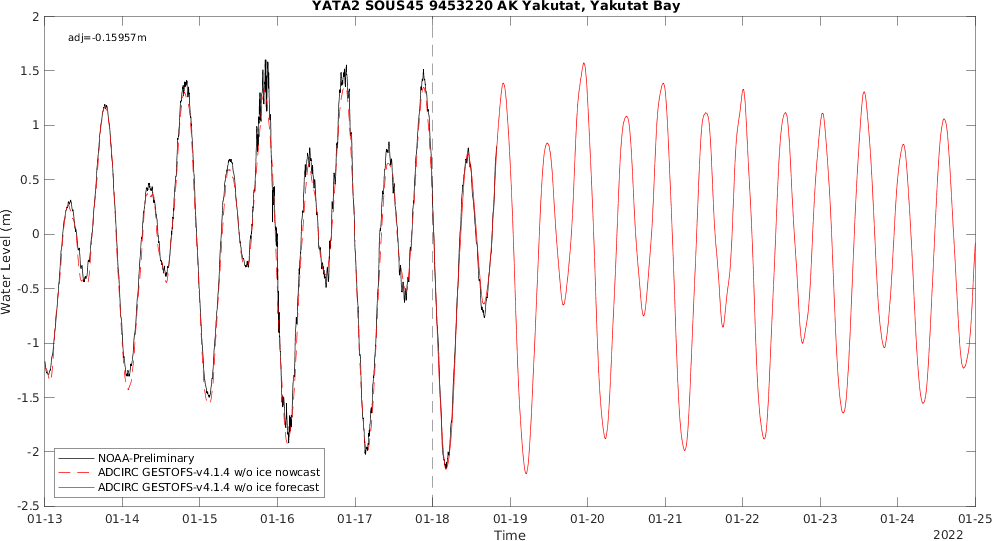 YATA2 SOUS45 9453220 AK Yakutat, Yakutat Bay
adj=-0.15957m
2
1.5
1
0.5
0
-0.5
-1
-1.5
-2
-2.5
Water Level (m)
NOAA-Preliminary
ADCIRC GESTOFS-v4.1.4 w/o ice nowcast
ADCIRC GESTOFS-v4.1.4 w/o ice forecast
01-13 01-14 01-15 01-16 01-17 01-18 01-19 01-20 01-21 01-22 01-23 01-24 01-25
Time
2022